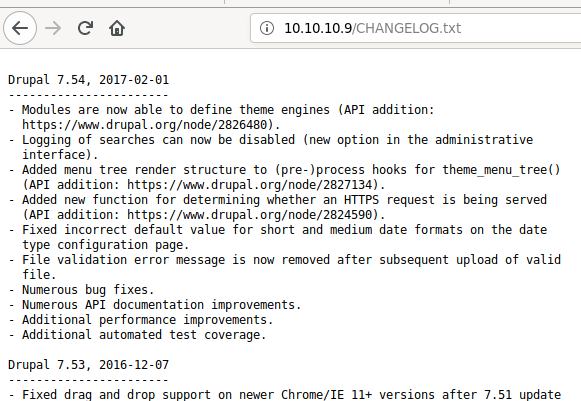 10.10.10.9/CHANGELOG.txt
Drupal 7.54, 2017-02-01
-----------------------
- Modules are now able to define theme engines (API addition:
https://www.drupal.org/node/2826480).
- Logging of searches can now be disabled (new option in the administrative
interface).
- Added menu tree render structure to (pre-)process hooks for theme_menu_tree()
(API addition: https://www.drupal.org/node/2827134).
- Added new function for determining whether an HTTPS request is being served
(API addition: https://www.drupal.org/node/2824590).
- Fixed incorrect default value for short and medium date formats on the date
type configuration page.
- File validation error message is now removed after subsequent upload of valid
file.
- Numerous bug fixes.
- Numerous API documentation improvements.
- Additional performance improvements.
- Additional automated test coverage.
Drupal 7.53, 2016-12-07
-----------------------
- Fixed drag and drop support on newer Chrome/IE 11+ versions after 7.51 update